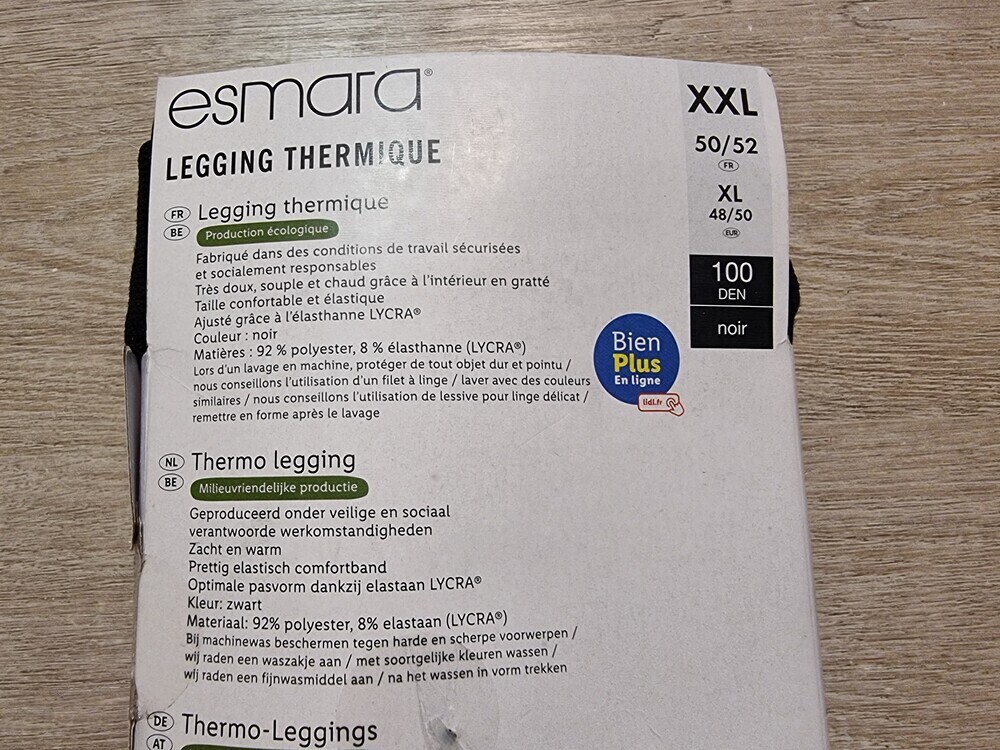 esmara®
LEGGING THERMIQUE
XXL
50/52
FR
XL
48/50
EUR
100
DEN
noir
FR Legging thermique
BE Production écologique
Fabriqué dans des conditions de travail sécurisées
et socialement responsables
Très doux, souple et chaud grâce à l'intérieur en gratté
Taille confortable et élastique
Ajusté grâce à l'élasthanne LYCRA®
Couleur : noir
Matières : 92 % polyester, 8 % élasthanne (LYCRA®)
Lors d'un lavage en machine, protéger de tout objet dur et pointu /
nous conseillons l'utilisation d'un filet à linge / laver avec des couleurs
similaires / nous conseillons l'utilisation de lessive pour linge délicat /
remettre en forme après le lavage
Bien
Plus
En ligne
lidl.fr
NL Thermo legging
BE Milieuvriendelijke productie
Geproduceerd onder veilige en sociaal
verantwoorde werkomstandigheden
Zacht en warm
Prettig elastisch comfortband
Optimale pasvorm dankzij elastaan LYCRA®
Kleur: zwart
Materiaal: 92% polyester, 8% elastaan (LYCRA®)
Bij machinewas beschermen tegen harde en scherpe voorwerpen /
wij raden een waszakje aan / met soortgelijke kleuren wassen /
wij raden een fijnwasmiddel aan / na het wassen in vorm trekken
DE Thermo-Leggings
AT